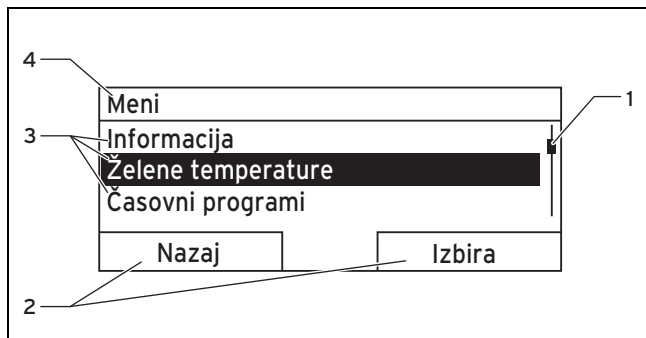 4
Meni
1
3
Informacija
Želene temperature
Časovni programi
Nazaj
Izbira
2